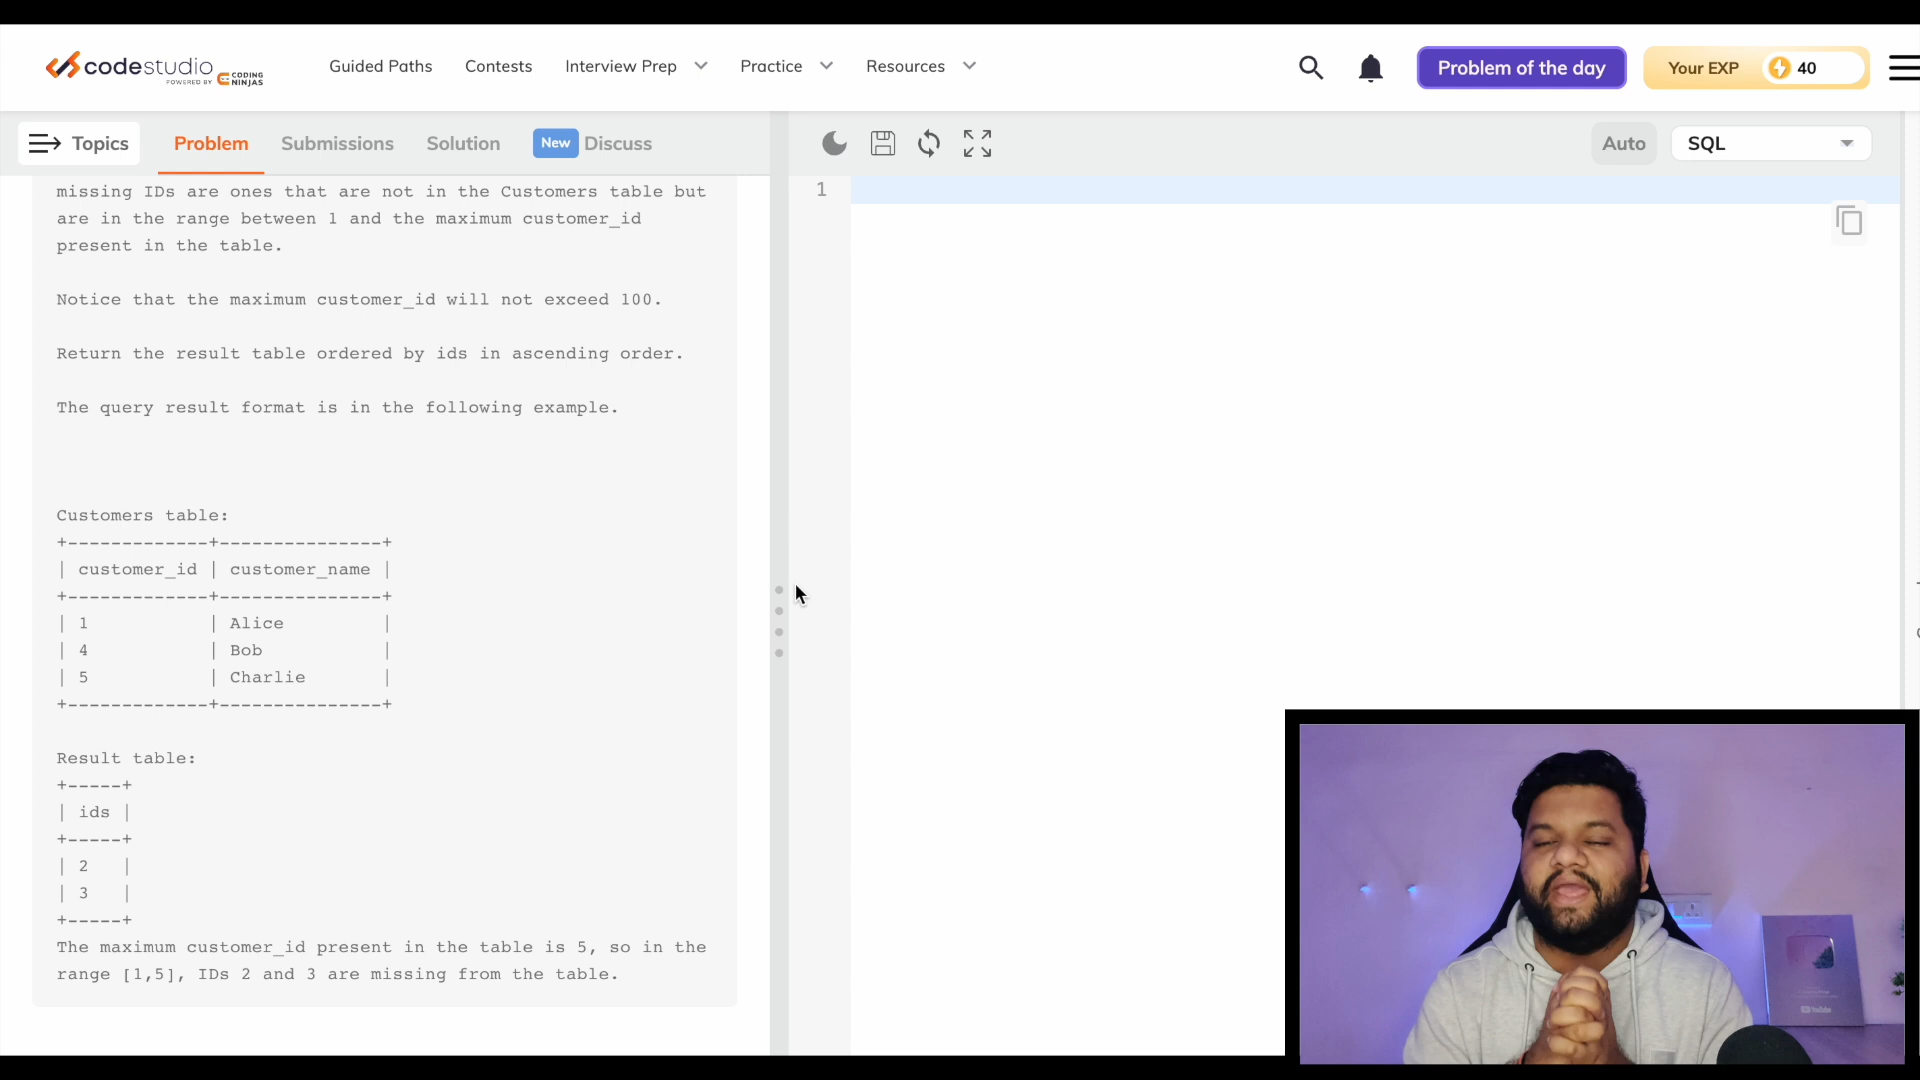 codestudio
POWERED BY CODING NINJAS
Guided Paths
Contests
Interview Prep
Practice
Resources
Problem of the day
Your EXP
40
Topics
Problem
Submissions
Solution
New
Discuss
Auto
SQL
1
missing IDs are ones that are not in the Customers table but
are in the range between 1 and the maximum customer_id
present in the table.
Notice that the maximum customer_id will not exceed 100.
Return the result table ordered by ids in ascending order.
The query result format is in the following example.
Customers table:
+-------------+---------------+
| customer_id | customer_name |
+-------------+---------------+
| 1           | Alice         |
| 4           | Bob           |
| 5           | Charlie       |
+-------------+---------------+
Result table:
+-----+
| ids |
+-----+
| 2   |
| 3   |
+-----+
The maximum customer_id present in the table is 5, so in the
range [1,5], IDs 2 and 3 are missing from the table.
YouTube